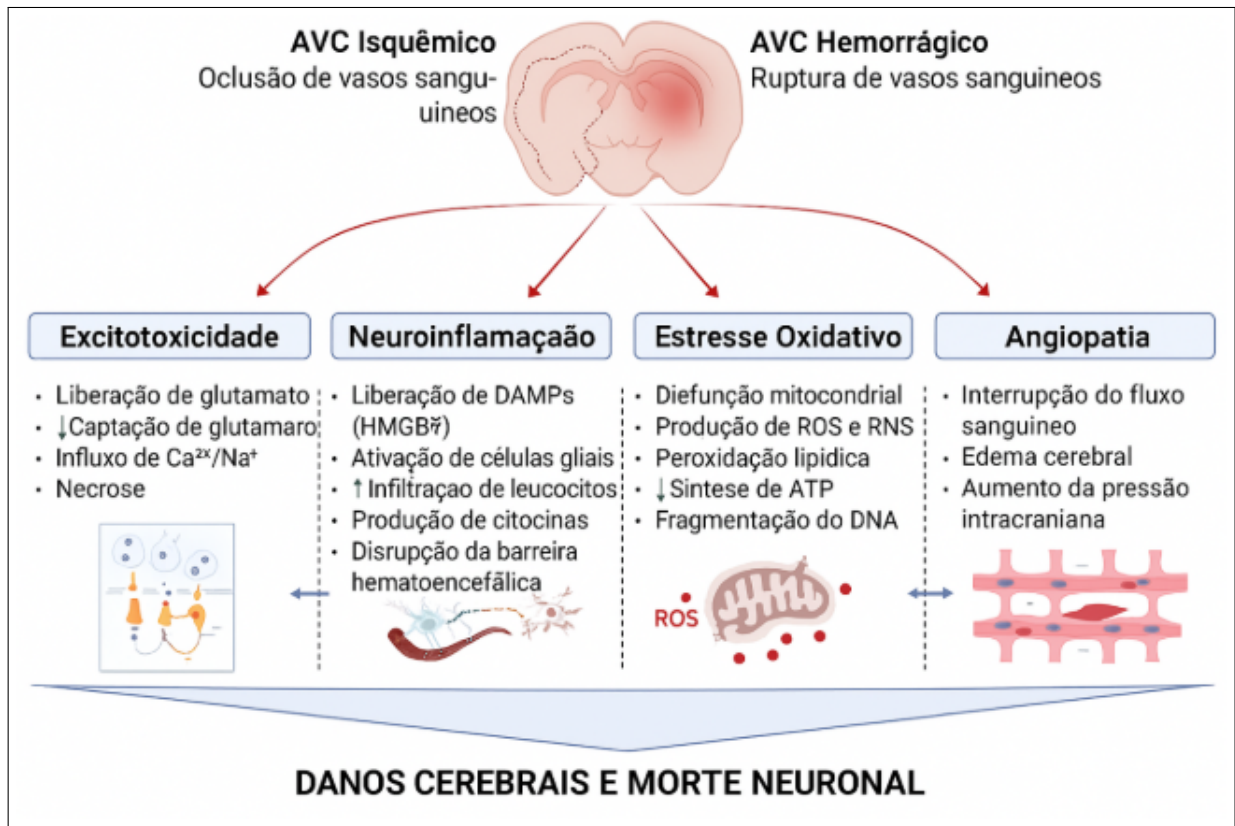 AVC Isquêmico
Oclusão de vasos sangu-
uineos
AVC Hemorrágico
Ruptura de vasos sanguineos
Excitotoxicidade
• Liberação de glutamato
• ↓Captação de glutamaro
• Influxo de Ca²ˣ/Na⁺
• Necrose
Neuroinflamaçaão
• Liberação de DAMPs
(HMGB
• Ativação de células gliais
• ↑ Infiltraçao de leucocitos
• Produção de citocinas
• Disrupção da barreira
hematoencefãlica
Estresse Oxidativo
• Diefunção mitocondrial
• Produção de ROS e RNS
• Peroxidação lipidica
• ↓ Sintese de ATP
• Fragmentação do DNA
ROS
Angiopatia
• Interrupção do fluxo
sanguineo
• Edema cerebral
• Aumento da pressão
intracraniana
DANOS CEREBRAIS E MORTE NEURONAL